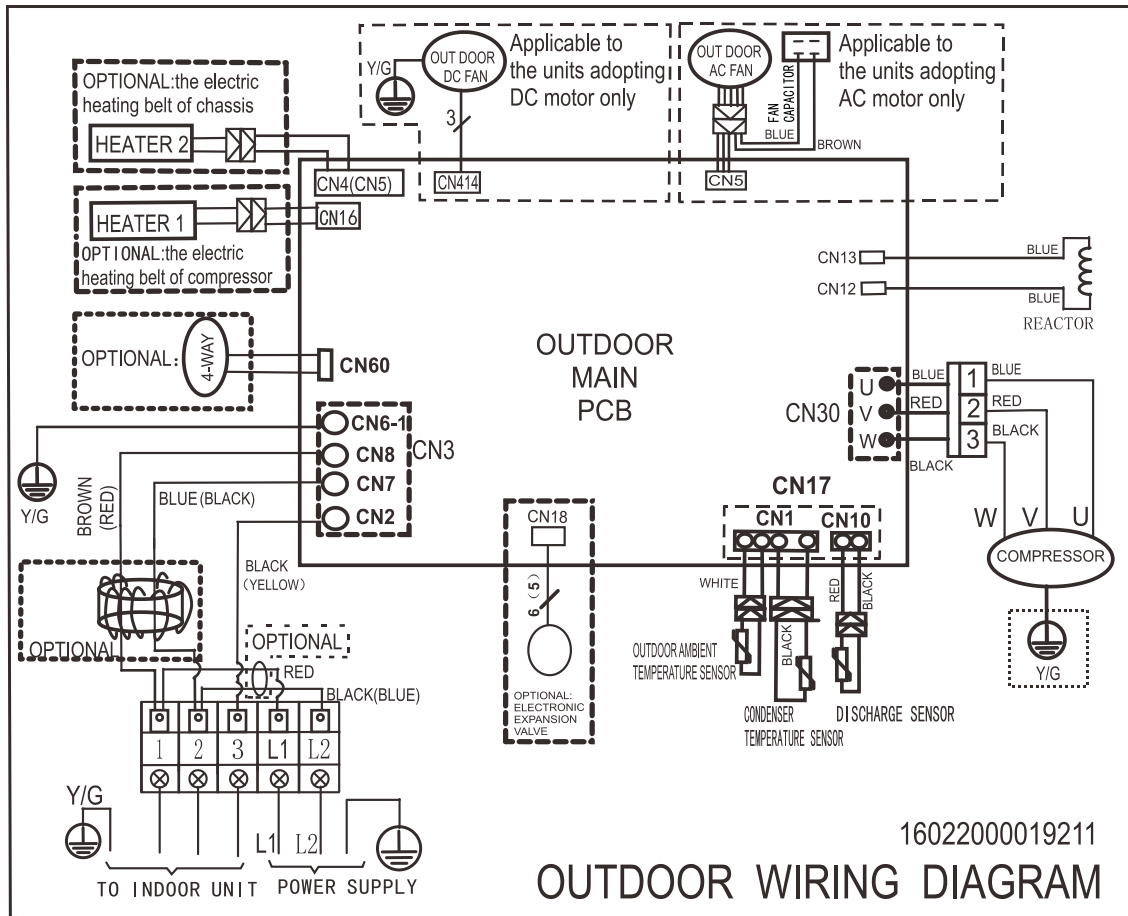 OPTIONAL:the electric
heating belt of chassis
HEATER 2
HEATER 1
OPTIONAL:the electric
heating belt of compressor
Y/G
OUT DOOR
DC FAN
3
CN414
Applicable to
the units adopting
DC motor only
OUT DOOR
AC FAN
FAN
CAPACITOR
BLUE
BROWN
CN5
Applicable to
the units adopting
AC motor only
CN4(CN5)
CN16
OPTIONAL:
4-WAY
CN60
CN6-1
CN8
CN7
CN2
CN3
OUTDOOR
MAIN
PCB
CN13
CN12
BLUE
BLUE
REACTOR
CN30
U
V
W
BLUE
RED
BLACK
1
2
3
BLUE
RED
BLACK
W
V
U
COMPRESSOR
Y/G
Y/G
BROWN
(RED)
BLUE(BLACK)
BLACK
(YELLOW)
OPTIONAL
OPTIONAL
RED
BLACK(BLUE)
CN18
6 (5)
OPTIONAL:
ELECTRONIC
EXPANSION
VALVE
CN17
CN1
CN10
WHITE
BLACK
RED
BLACK
OUTDOOR AMBIENT
TEMPERATURE SENSOR
CONDENSER
TEMPERATURE SENSOR
DISCHARGE SENSOR
1
2
3
L1
L2
Y/G
L1
L2
TO INDOOR UNIT
POWER SUPPLY
16022000019211
OUTDOOR WIRING DIAGRAM